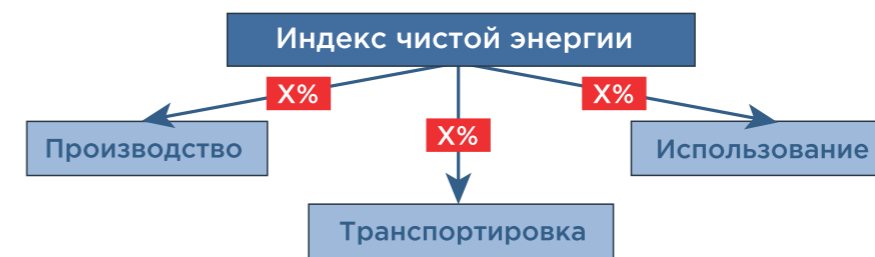 Индекс чистой энергии
X%
X%
X%
Производство
Использование
Транспортировка